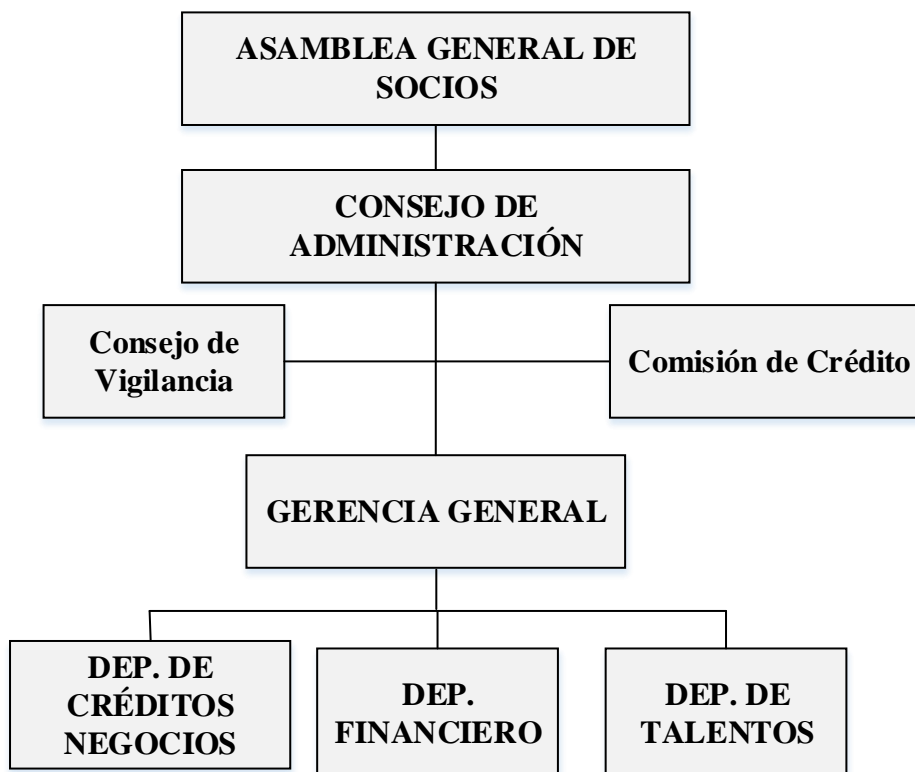 ASAMBLEA GENERAL DE
SOCIOS
CONSEJO DE
ADMINISTRACIÓN
Consejo de
Vigilancia
Comisión de Crédito
GERENCIA GENERAL
DEP. DE
CRÉDITOS
NEGOCIOS
DEP.
FINANCIERO
DEP. DE
TALENTOS